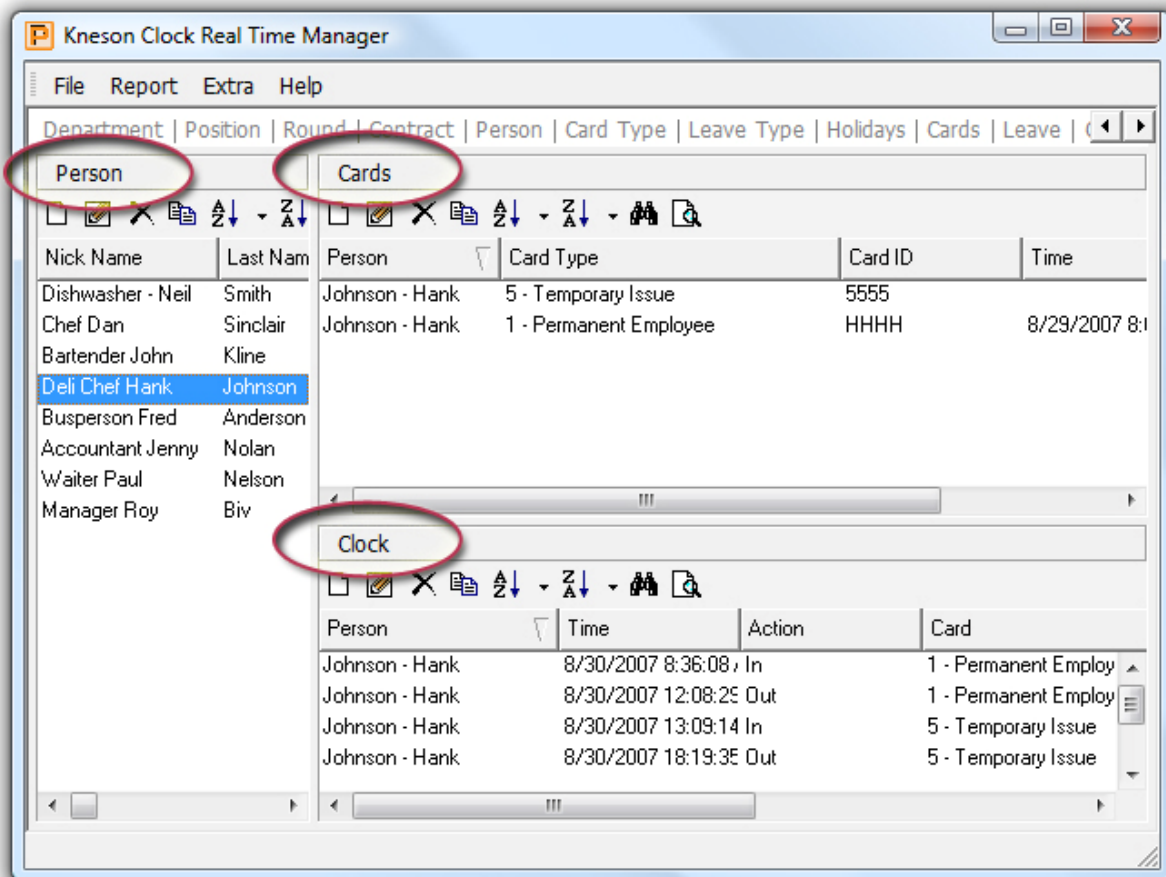 Kneson Clock Real Time Manager
File Report Extra Help
Department | Position | Round | Contract | Person | Card Type | Leave Type | Holidays | Cards | Leave |
Person
Nick Name Last Nam
Dishwasher - Neil Smith
Chef Dan Sinclair
Bartender John Kline
Deli Chef Hank Johnson
Busperson Fred Anderson
Accountant Jenny Nolan
Waiter Paul Nelson
Manager Roy Biv
Cards
Person Card Type Card ID Time
Johnson - Hank 5 - Temporary Issue 5555
Johnson - Hank 1 - Permanent Employee HHHH 8/29/2007 8:
Clock
Person Time Action Card
Johnson - Hank 8/30/2007 8:36:08 In 1 - Permanent Employ
Johnson - Hank 8/30/2007 12:08:29 Out 1 - Permanent Employ
Johnson - Hank 8/30/2007 13:09:14 In 5 - Temporary Issue
Johnson - Hank 8/30/2007 18:19:35 Out 5 - Temporary Issue